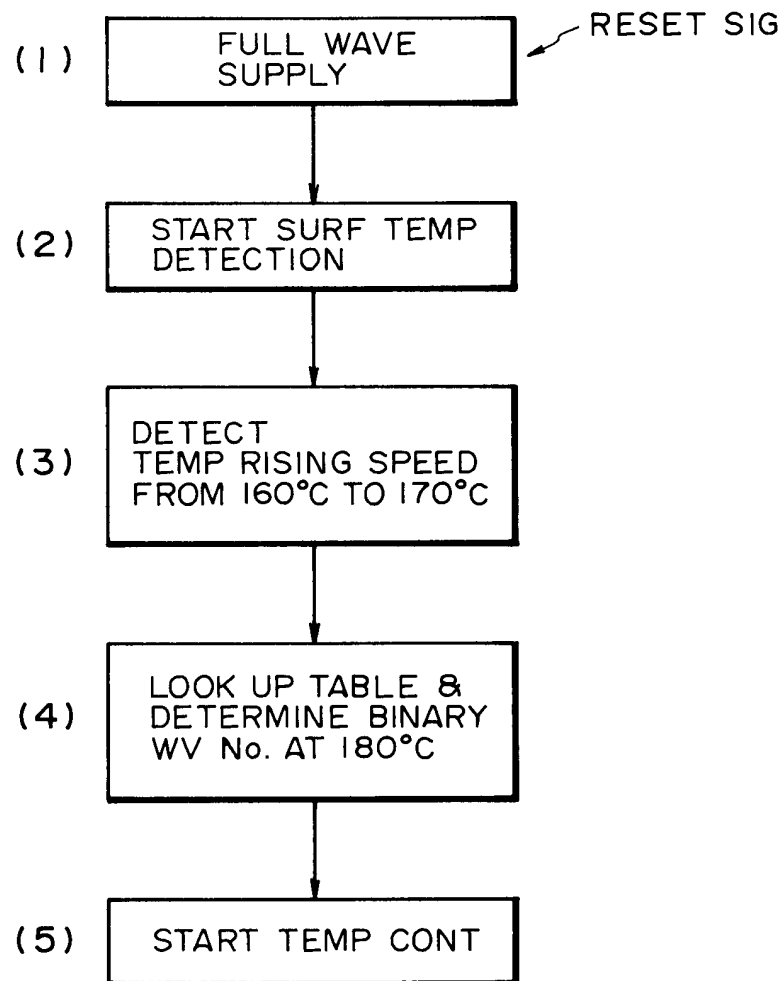 RESET SIG
(1)
FULL WAVE
SUPPLY
(2)
START SURF TEMP
DETECTION
(3)
DETECT
TEMP RISING SPEED
FROM 160°C TO 170°C
(4)
LOOK UP TABLE &
DETERMINE BINARY
WV No. AT 180°C
(5)
START TEMP CONT